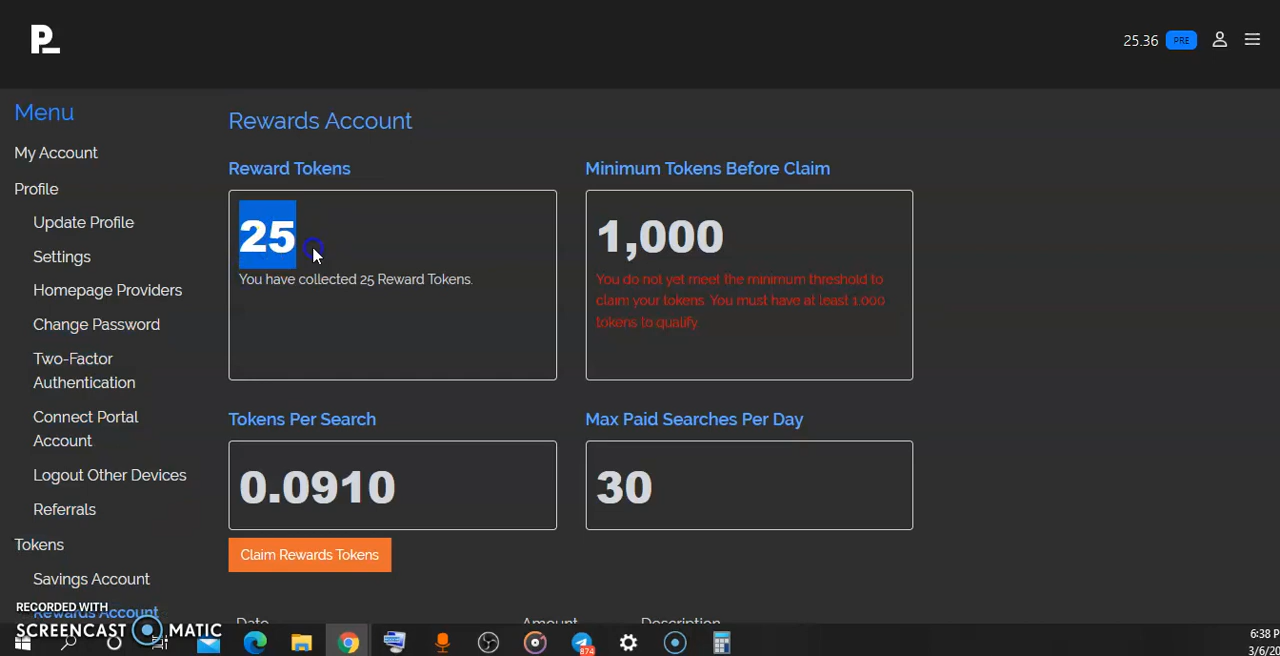 P_
25.36 PRE
Menu
My Account
Profile
Update Profile
Settings
Homepage Providers
Change Password
Two-Factor
Authentication
Connect Portal
Account
Logout Other Devices
Referrals
Tokens
Savings Account
Rewards Account
Rewards Account
Reward Tokens
25
You have collected 25 Reward Tokens.
Minimum Tokens Before Claim
1,000
You do not yet meet the minimum threshold to
claim your tokens. You must have at least 1,000
tokens to qualify
Tokens Per Search
0.0910
Max Paid Searches Per Day
30
Claim Rewards Tokens
Date Amount Description
RECORDED WITH
SCREENCAST MATIC
874
6:38 P
3/6/20